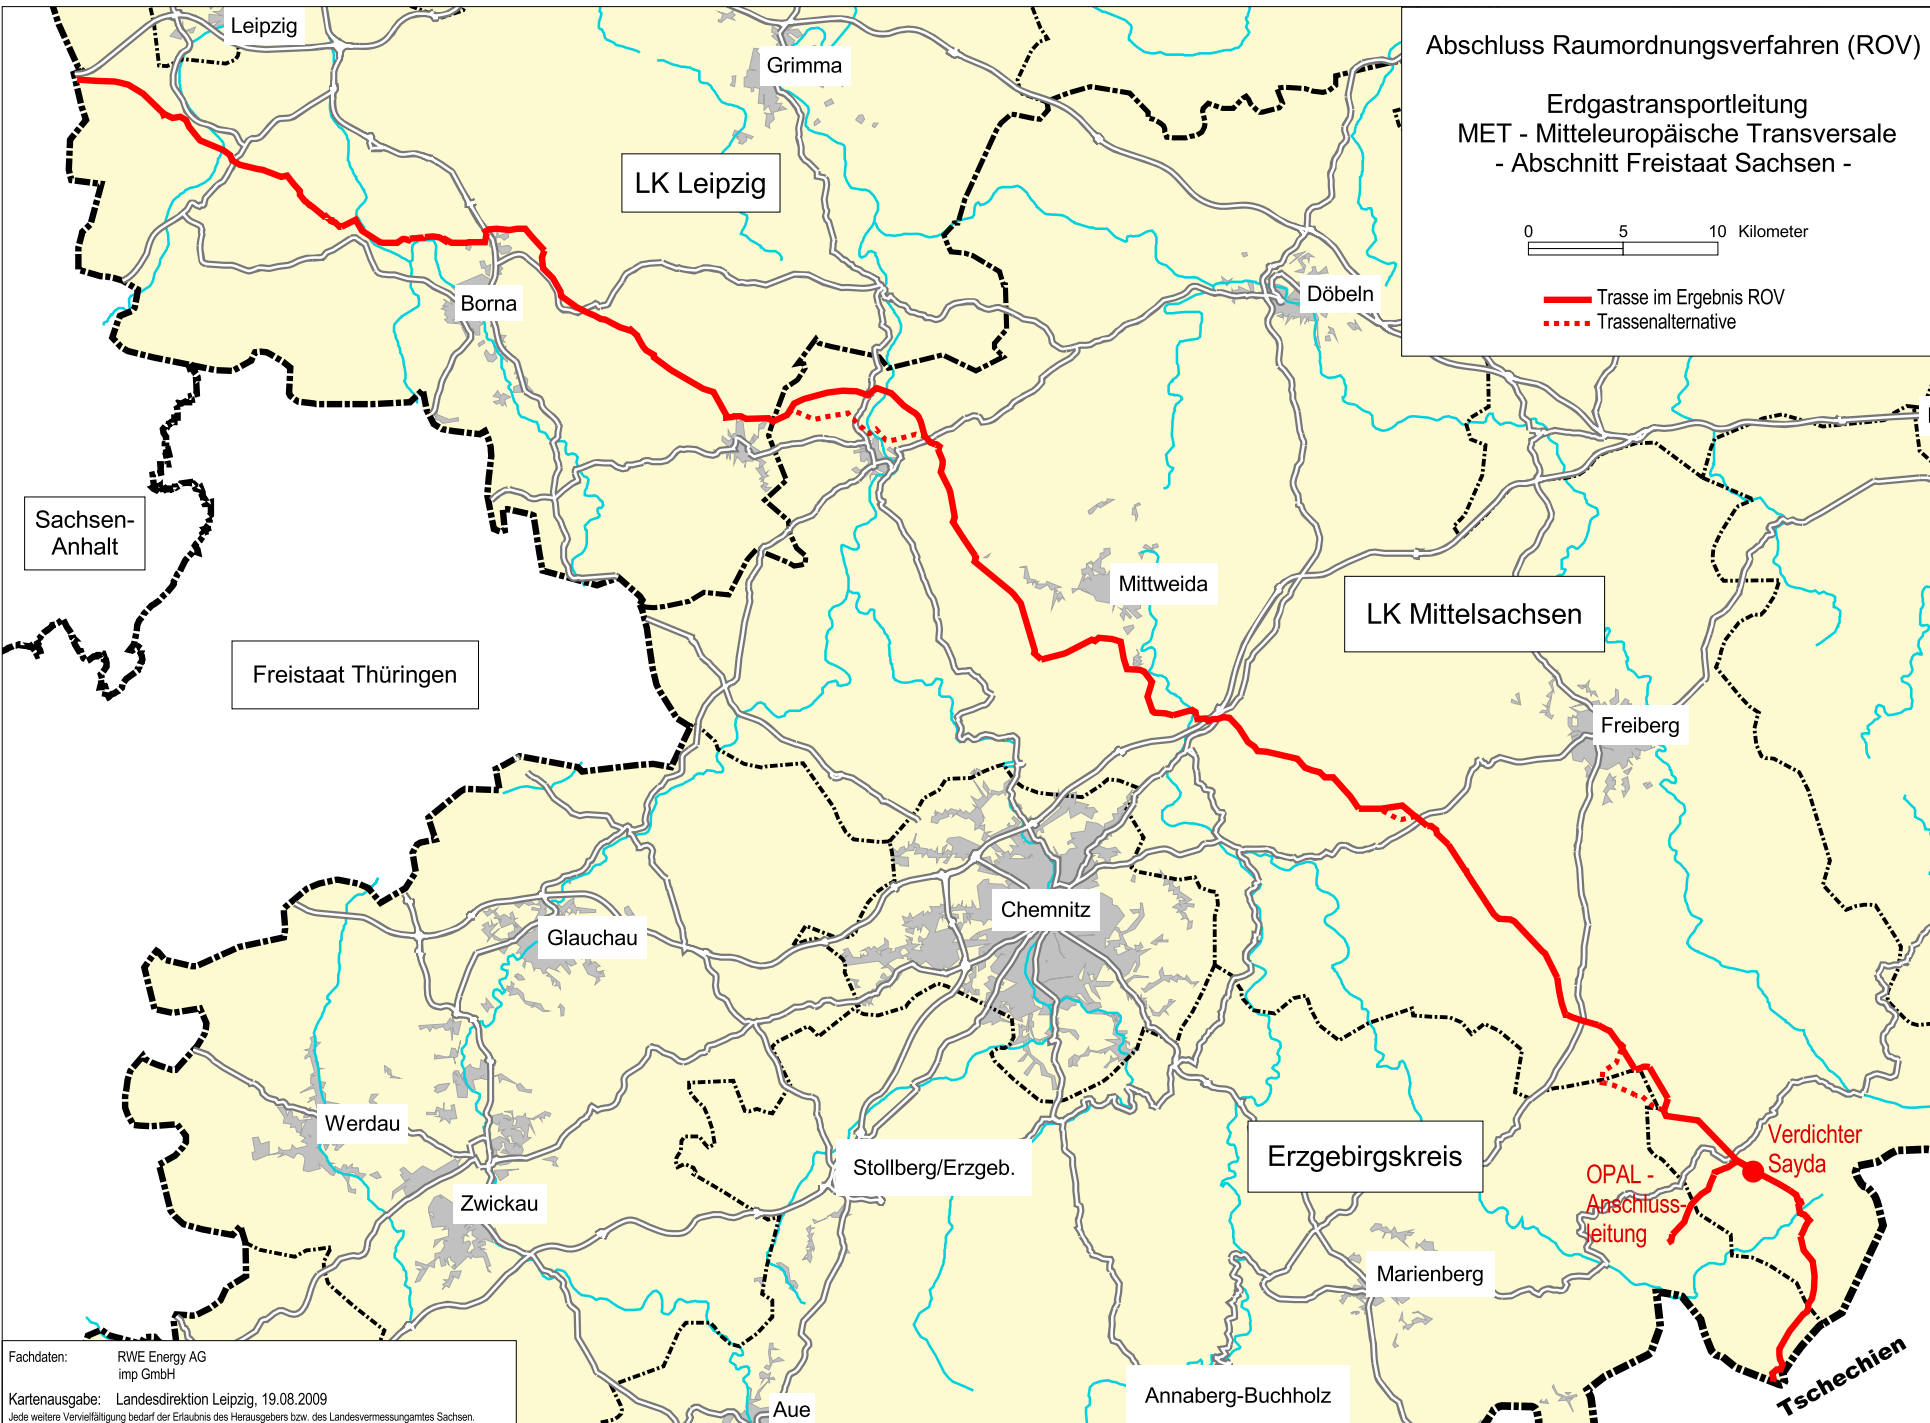 Abschluss Raumordnungsverfahren (ROV)
Erdgastransportleitung
MET - Mitteleuropäische Transversale
- Abschnitt Freistaat Sachsen -
0 5 10 Kilometer
Trasse im Ergebnis ROV
Trassenalternative
Leipzig
Grimma
LK Leipzig
Borna
Döbeln
Sachsen-
Anhalt
Mittweida
LK Mittelsachsen
Freistaat Thüringen
Freiberg
Chemnitz
Glauchau
Werdau
Zwickau
Stollberg/Erzgeb.
Erzgebirgskreis
Verdichter
Sayda
OPAL -
Anschluss-
leitung
Marienberg
Annaberg-Buchholz
Aue
Tschechien
Fachdaten: RWE Energy AG
imp GmbH
Kartenausgabe: Landesdirektion Leipzig, 19.08.2009
Jede weitere Vervielfältigung bedarf der Erlaubnis des Herausgebers bzw. des Landesvermessungamtes Sachsen.